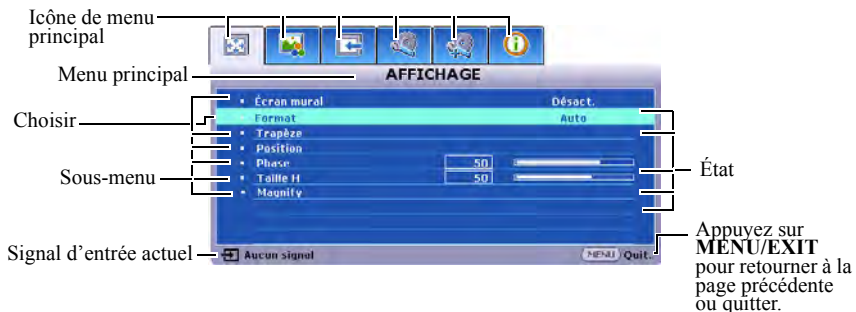 Icône de menu
principal
Menu principal
AFFICHAGE
Écran mural Désact.
Choisir
Format Auto
Trapèze
Position
Phase 50
État
Sous-menu
Taille H 50
Magnify
Signal d’entrée actuel
Aucun signal
MENU Quit.
Appuyez sur
MENU/EXIT
pour retourner à la
page précédente
ou quitter.